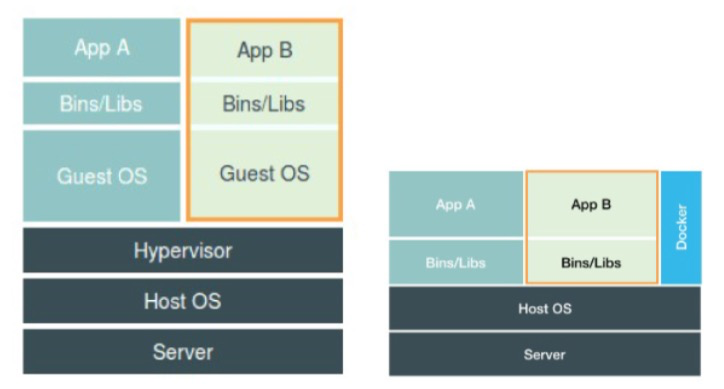 App A
App B
Bins/Libs
Bins/Libs
Guest OS
Guest OS
Hypervisor
Host OS
Server
App A
App B
Docker
Bins/Libs
Bins/Libs
Host OS
Server